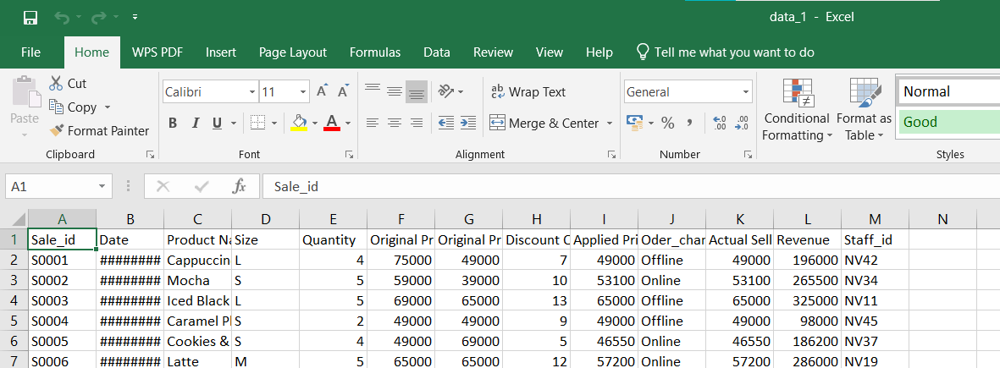 data_1 - Excel
File Home WPS PDF Insert Page Layout Formulas Data Review View Help Tell me what you want to do
Paste
Cut
Copy
Format Painter
Clipboard
Calibri 11 A A
B I U A
Font
ab Wrap Text
Merge & Center
Alignment
General
% , .00 .00
Number
Conditional Formatting
Format as Table
Normal
Good
Styles
A1 fx Sale_id
A B C D E F G H I J K L M N
1 Sale_id Date Product Na Size Quantity Original Pr Original Pr Discount C Applied Pri Oder_chan Actual Sell Revenue Staff_id
2 S0001 ######## Cappuccin L 4 75000 49000 7 49000 Offline 49000 196000 NV42
3 S0002 ######## Mocha S 5 59000 39000 10 53100 Online 53100 265500 NV34
4 S0003 ######## Iced Black L 5 69000 65000 13 65000 Offline 65000 325000 NV11
5 S0004 ######## Caramel Pl S 2 49000 49000 9 49000 Offline 49000 98000 NV45
6 S0005 ######## Cookies & S 4 49000 69000 5 46550 Online 46550 186200 NV37
7 S0006 ######## Latte M 5 65000 65000 12 57200 Online 57200 286000 NV19